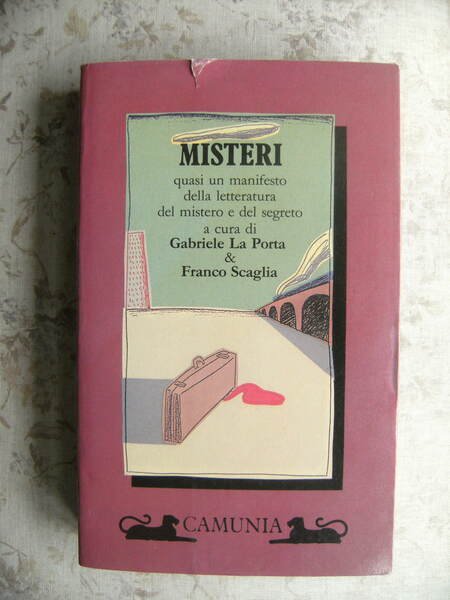 MISTERI
quasi un manifesto
della letteratura
del mistero e del segreto
a cura di
Gabriele La Porta
&
Franco Scaglia
CAMUNIA